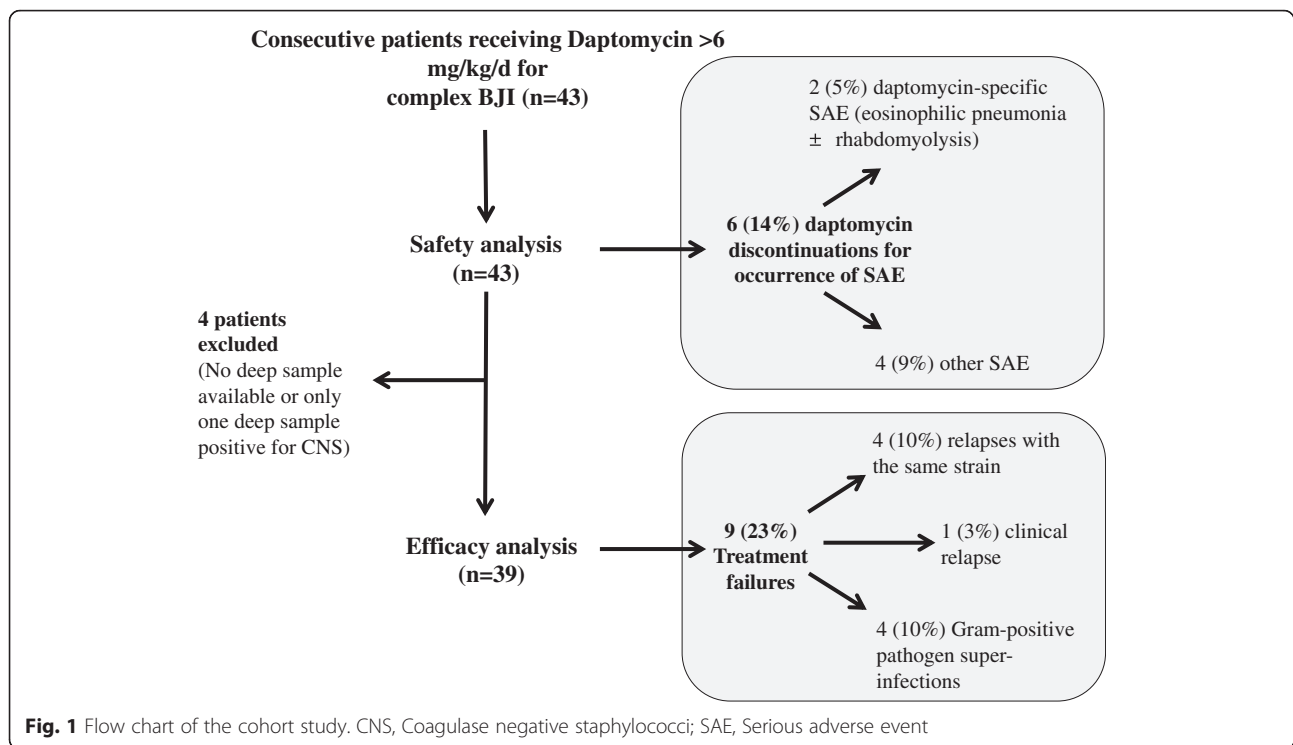 Consecutive patients receiving Daptomycin >6
mg/kg/d for
complex BJI (n=43)
2 (5%) daptomycin-specific
SAE (eosinophilic pneumonia
± rhabdomyolysis)
Safety analysis
(n=43)
6 (14%) daptomycin
discontinuations for
occurrence of SAE
4 (9%) other SAE
4 patients
excluded
(No deep sample
available or only
one deep sample
positive for CNS)
Efficacy analysis
(n=39)
9 (23%)
Treatment
failures
4 (10%) relapses with
the same strain
1 (3%) clinical
relapse
4 (10%) Gram-positive
pathogen super-
infections
Fig. 1 Flow chart of the cohort study. CNS, Coagulase negative staphylococci; SAE, Serious adverse event